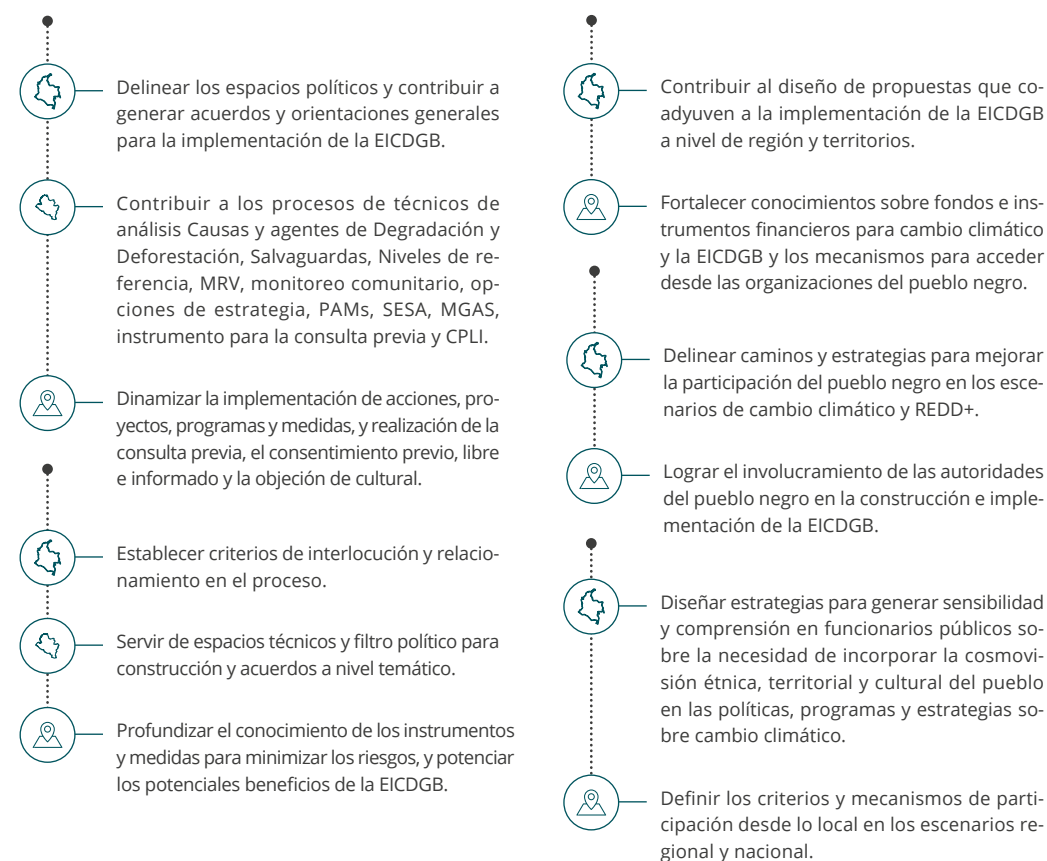 Delinear los espacios políticos y contribuir a
generar acuerdos y orientaciones generales
para la implementación de la EICDGB.
Contribuir a los procesos de técnicos de
análisis Causas y agentes de Degradación y
Deforestación, Salvaguardas, Niveles de re-
ferencia, MRV, monitoreo comunitario, op-
ciones de estrategia, PAMs, SESA, MGAS,
instrumento para la consulta previa y CPLI.
Dinamizar la implementación de acciones, pro-
yectos, programas y medidas, y realización de la
consulta previa, el consentimiento previo, libre
e informado y la objeción de cultural.
Establecer criterios de interlocución y relacio-
namiento en el proceso.
Servir de espacios técnicos y filtro político para
construcción y acuerdos a nivel temático.
Profundizar el conocimiento de los instrumentos
y medidas para minimizar los riesgos, y potenciar
los potenciales beneficios de la EICDGB.
Contribuir al diseño de propuestas que co-
adyuven a la implementación de la EICDGB
a nivel de región y territorios.
Fortalecer conocimientos sobre fondos e ins-
trumentos financieros para cambio climático
y la EICDGB y los mecanismos para acceder
desde las organizaciones del pueblo negro.
Delinear caminos y estrategias para mejorar
la participación del pueblo negro en los esce-
narios de cambio climático y REDD+.
Lograr el involucramiento de las autoridades
del pueblo negro en la construcción e imple-
mentación de la EICDGB.
Diseñar estrategias para generar sensibilidad
y comprensión en funcionarios públicos so-
bre la necesidad de incorporar la cosmovi-
sión étnica, territorial y cultural del pueblo
en las políticas, programas y estrategias so-
bre cambio climático.
Definir los criterios y mecanismos de parti-
cipación desde lo local en los escenarios re-
gional y nacional.